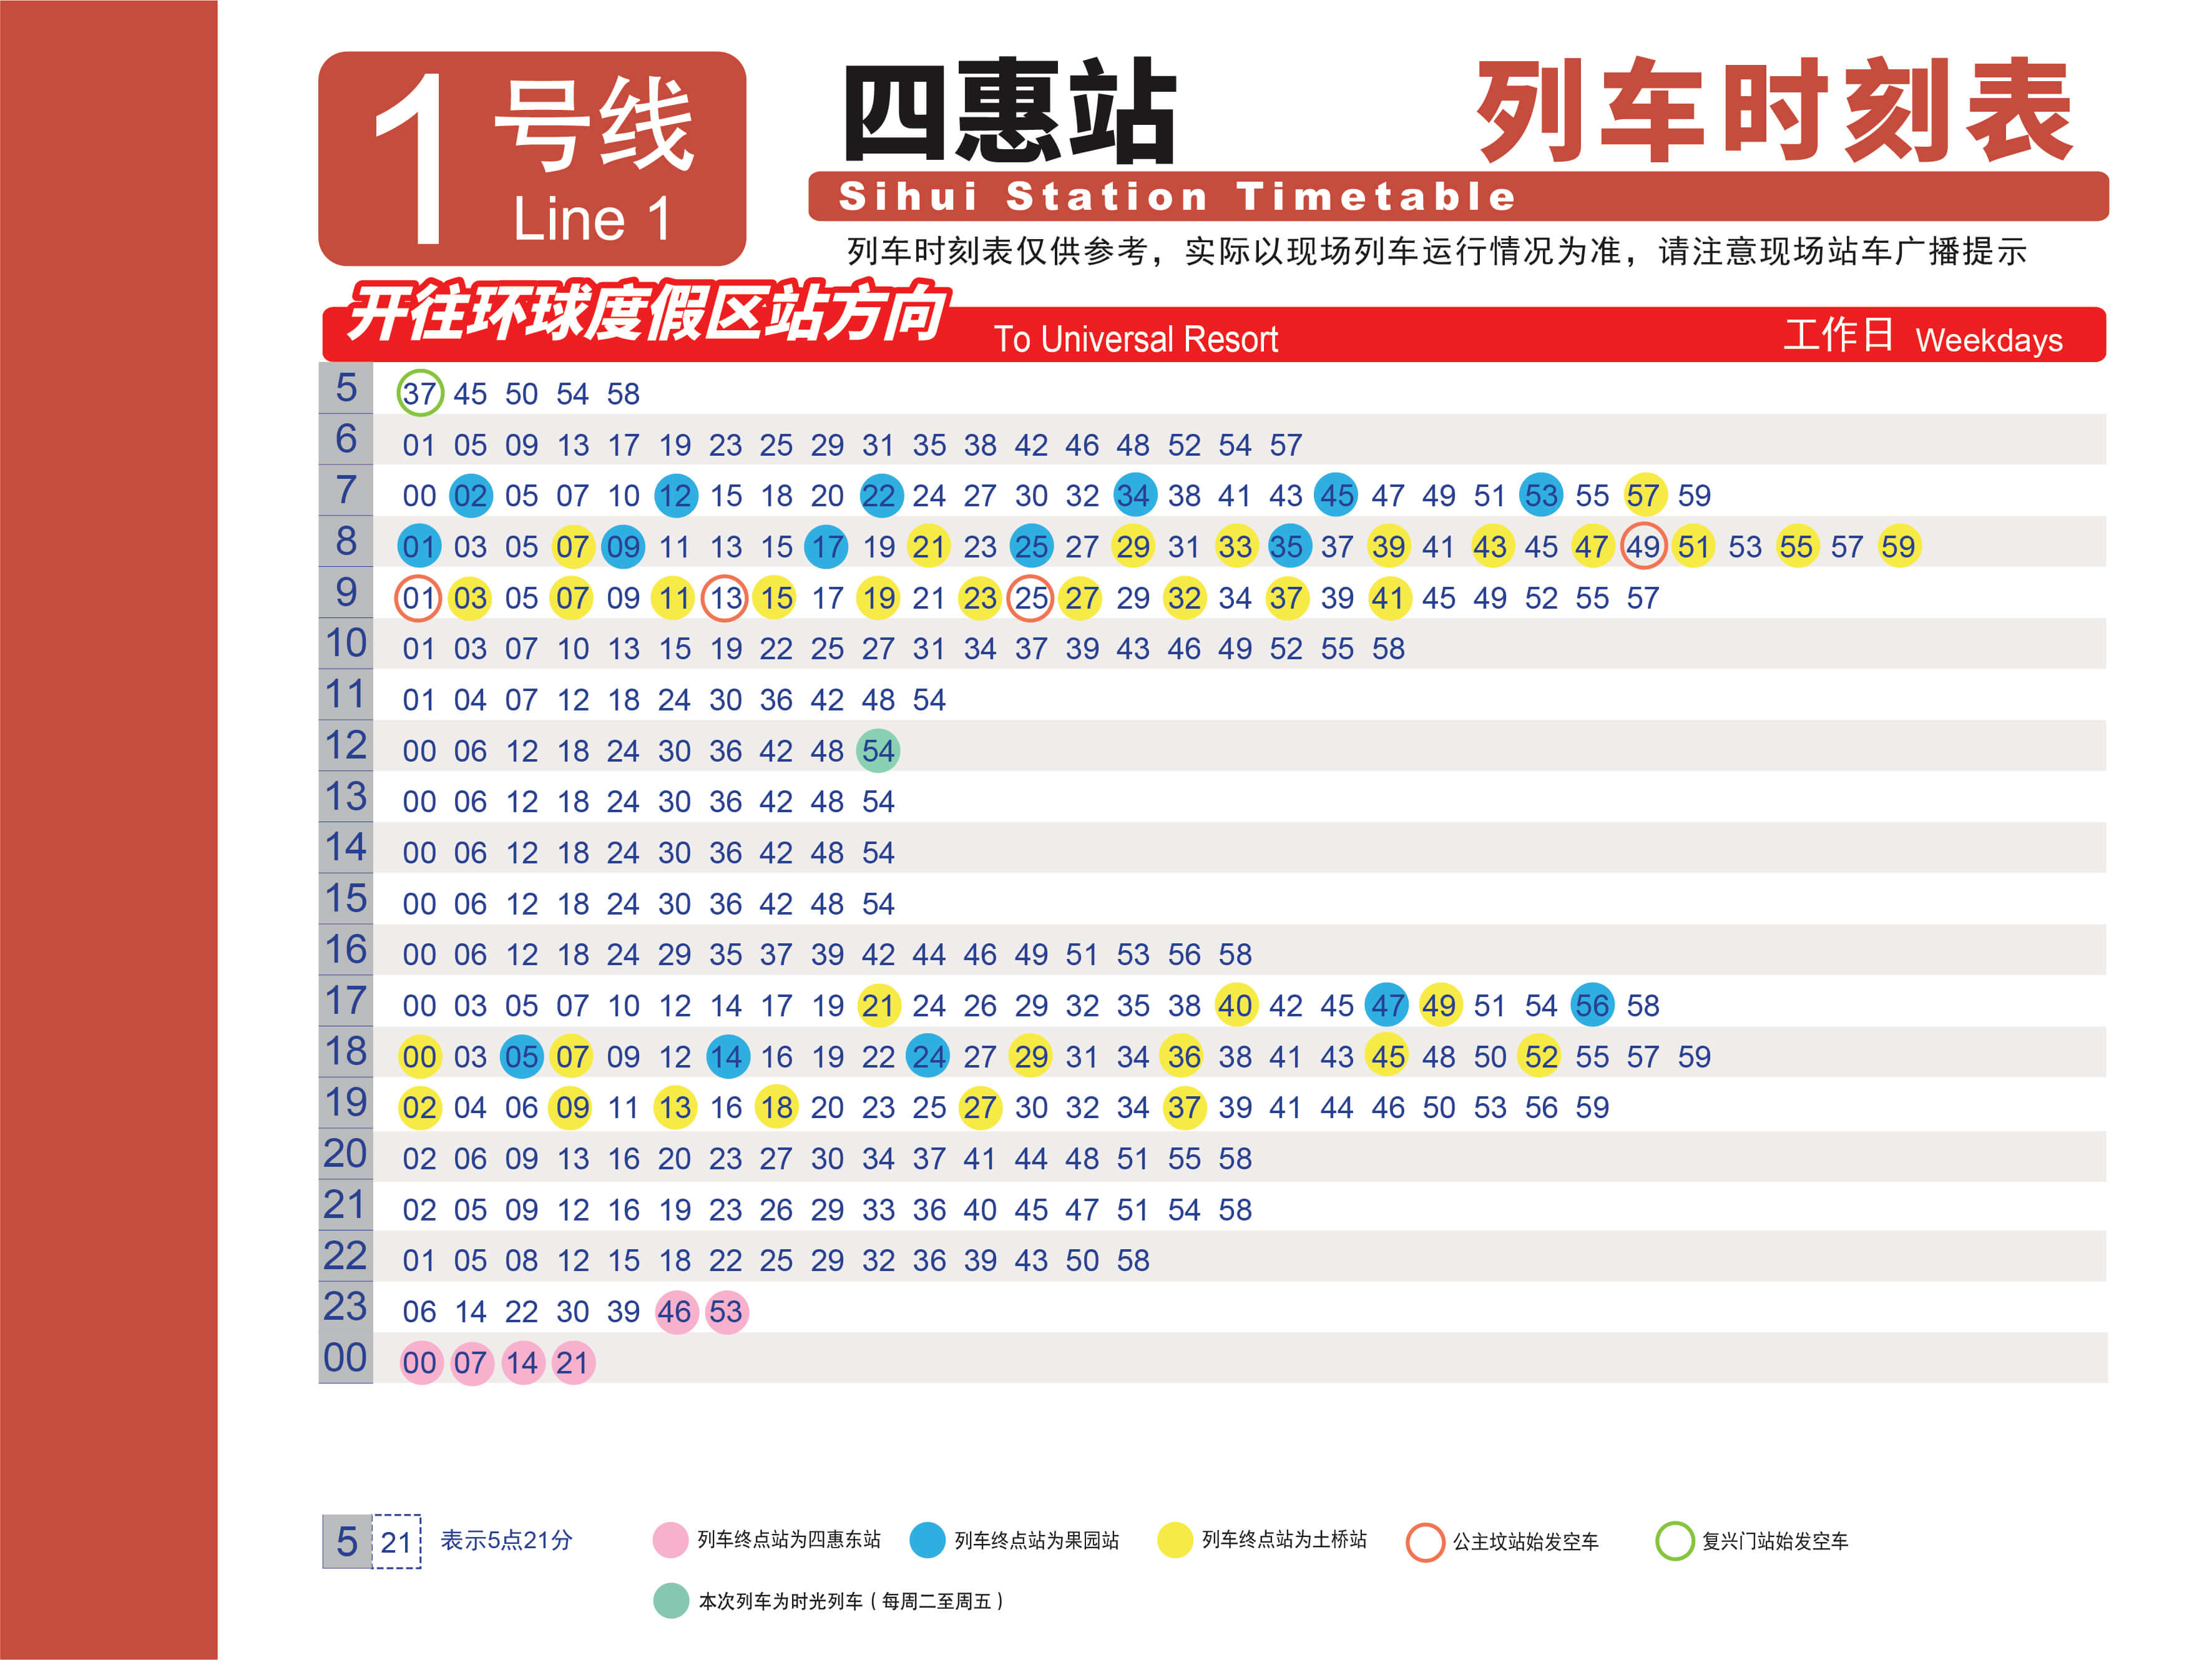 1号线
Line 1
四惠站 列车时刻表
Sihui Station Timetable
列车时刻表仅供参考，实际以现场列车运行情况为准，请注意现场站车广播提示
开往环球度假区站方向 To Universal Resort 工作日 Weekdays
5 37 45 50 54 58
6 01 05 09 13 17 19 23 25 29 31 35 38 42 46 48 52 54 57
7 00 02 05 07 10 12 15 18 20 22 24 27 30 32 34 38 41 43 45 47 49 51 53 55 57 59
8 01 03 05 07 09 11 13 15 17 19 21 23 25 27 29 31 33 35 37 39 41 43 45 47 49 51 53 55 57 59
9 01 03 05 07 09 11 13 15 17 19 21 23 25 27 29 32 34 37 39 41 45 49 52 55 57
10 01 03 07 10 13 15 19 22 25 27 31 34 37 39 43 46 49 52 55 58
11 01 04 07 12 18 24 30 36 42 48 54
12 00 06 12 18 24 30 36 42 48 54
13 00 06 12 18 24 30 36 42 48 54
14 00 06 12 18 24 30 36 42 48 54
15 00 06 12 18 24 30 36 42 48 54
16 00 06 12 18 24 29 35 37 39 42 44 46 49 51 53 56 58
17 00 03 05 07 10 12 14 17 19 21 24 26 29 32 35 38 40 42 45 47 49 51 54 56 58
18 00 03 05 07 09 12 14 16 19 22 24 27 29 31 34 36 38 41 43 45 48 50 52 55 57 59
19 02 04 06 09 11 13 16 18 20 23 25 27 30 32 34 37 39 41 44 46 50 53 56 59
20 02 06 09 13 16 20 23 27 30 34 37 41 44 48 51 55 58
21 02 05 09 12 16 19 23 26 29 33 36 40 45 47 51 54 58
22 01 05 08 12 15 18 22 25 29 32 36 39 43 50 58
23 06 14 22 30 39 46 53
00 00 07 14 21
5 21 表示5点21分 列车终点站为四惠东站 列车终点站为果园站 列车终点站为土桥站 公主坟站始发空车 复兴门站始发空车
本次列车为时光列车（每周二至周五）